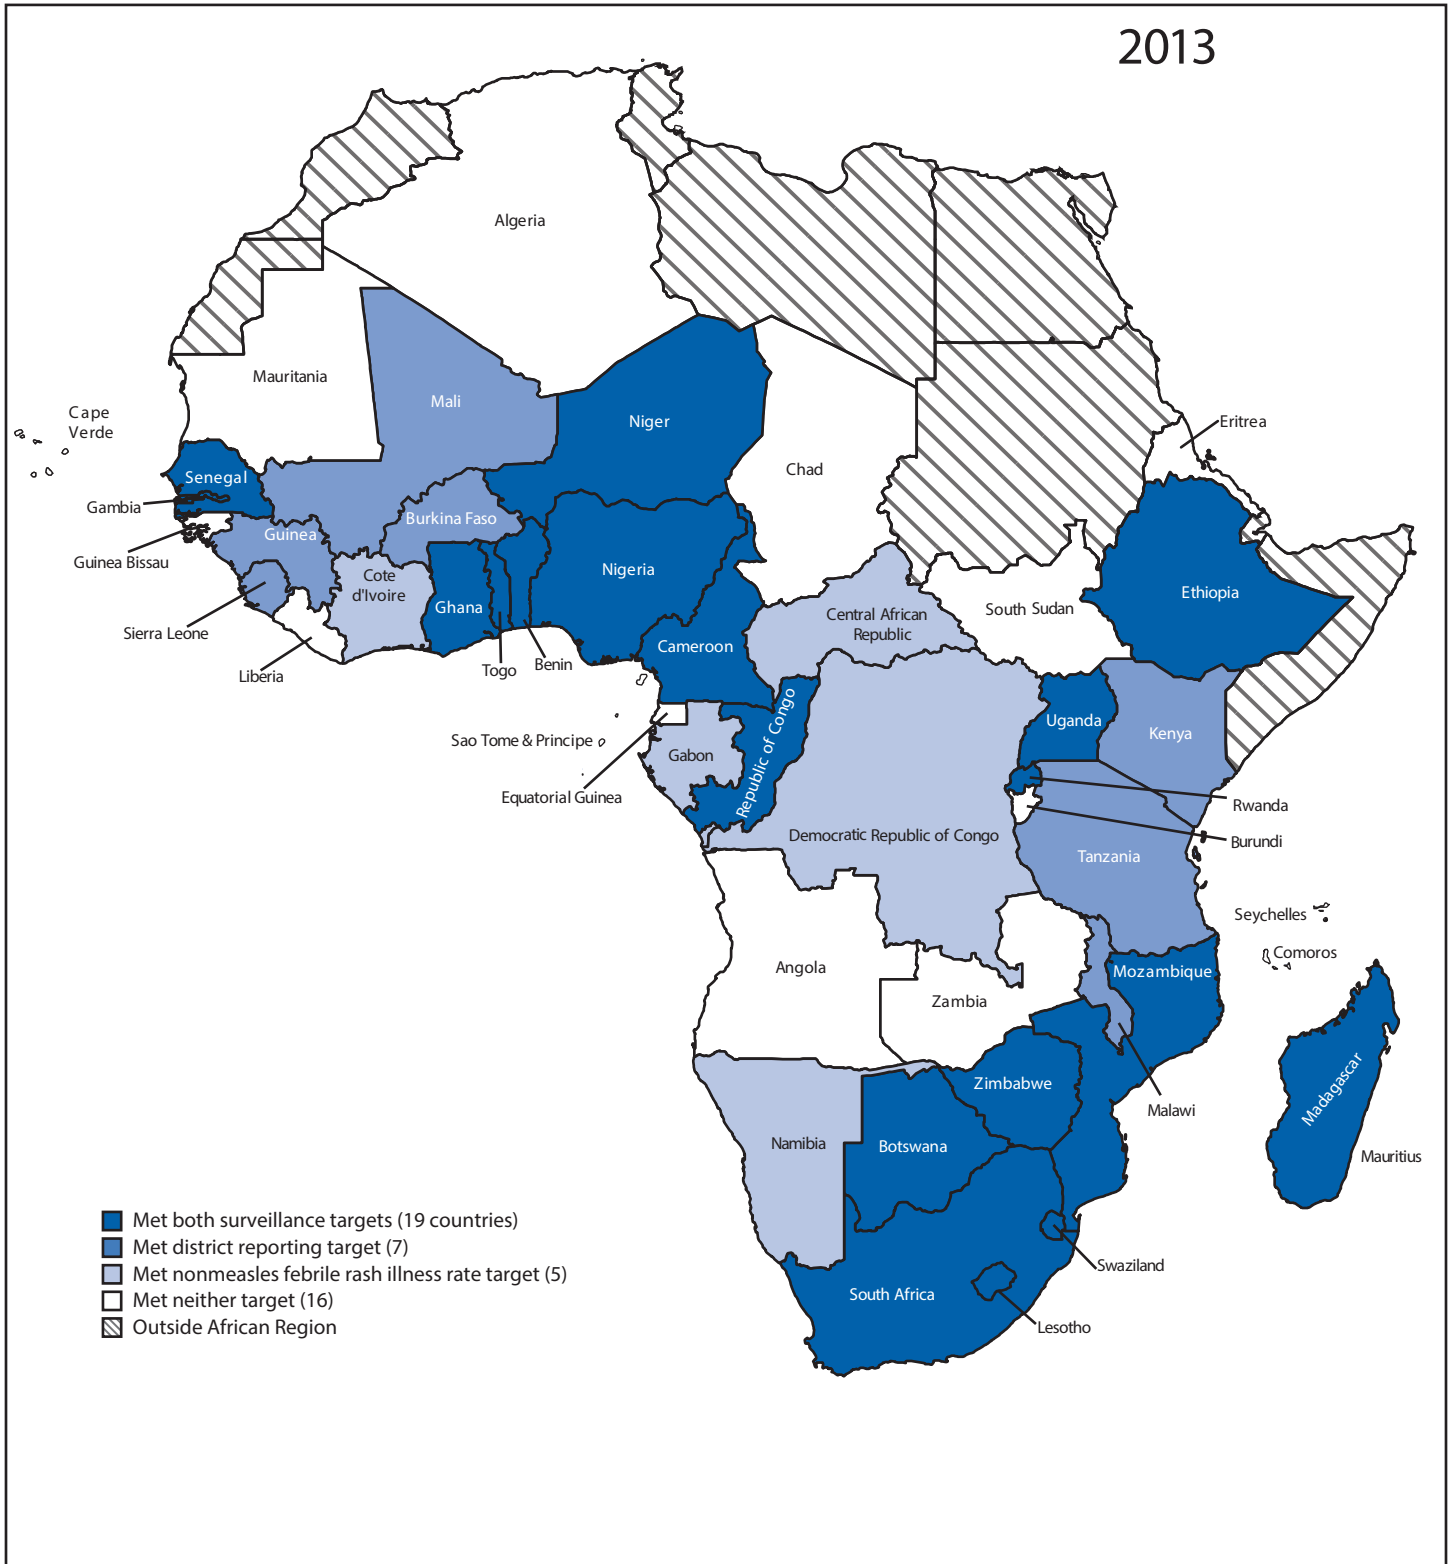 2013
Algeria
Mauritania
Mali
Niger
Chad
Eritrea
Cape
Verde
Senegal
Gambia
Guinea Bissau
Guinea
Burkina Faso
Sierra Leone
Liberia
Cote
d'Ivoire
Ghana
Togo
Benin
Nigeria
Cameroon
Central African
Republic
South Sudan
Ethiopia
Sao Tome & Principe
Equatorial Guinea
Gabon
Republic of Congo
Democratic Republic of Congo
Uganda
Kenya
Rwanda
Burundi
Tanzania
Seychelles
Comoros
Angola
Zambia
Mozambique
Malawi
Zimbabwe
Madagascar
Mauritius
Namibia
Botswana
Swaziland
South Africa
Lesotho
Met both surveillance targets (19 countries)
Met district reporting target (7)
Met nonmeasles febrile rash illness rate target (5)
Met neither target (16)
Outside African Region